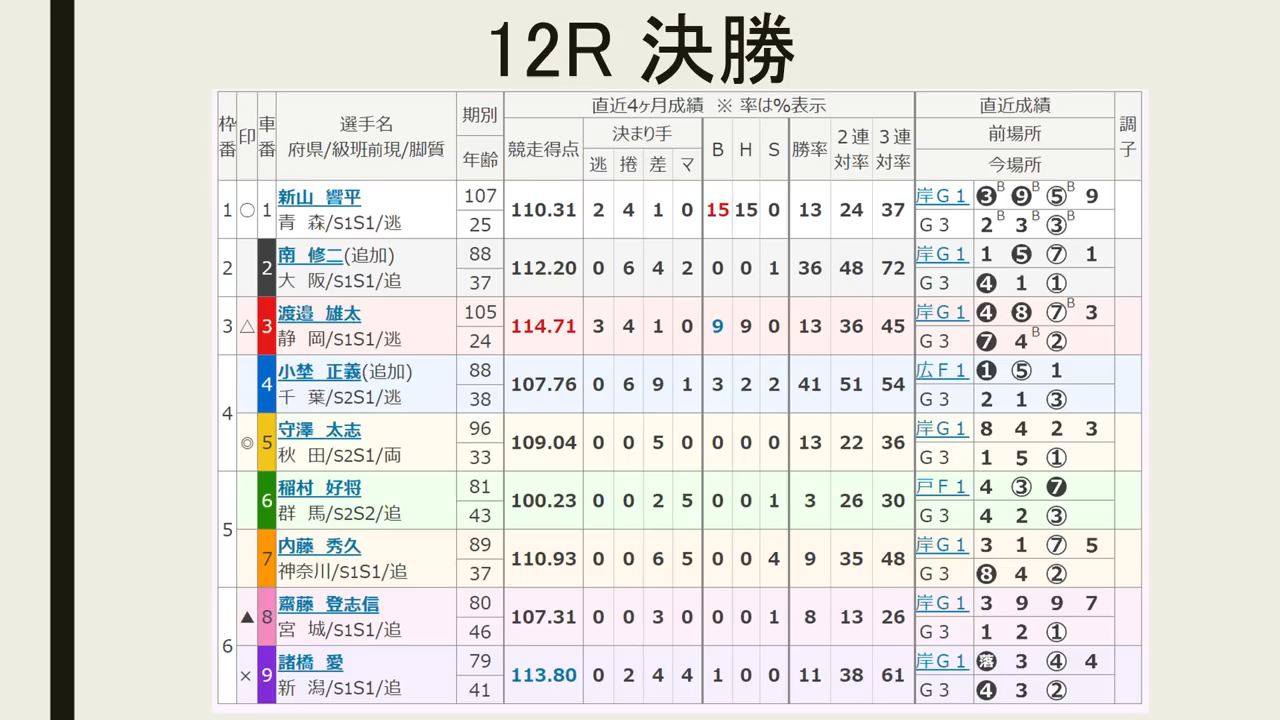 12R 決勝
枠番 印 車番 選手名 府県/級班前現/脚質 期別 年齢 競走得点 直近4ヶ月成績 ※ 率は%表示 直近成績 調子
決まり手 B H S 勝率 2連対率 3連対率 前場所
逃 捲 差 マ 今場所
1 ○ 1 新山 響平 107 110.31 2 4 1 0 15 15 0 13 24 37 岸G1 ❸B ❾B ⑤B 9
青 森/S1S1/逃 25 G3 2B 3B ③B
2 2 南 修二(追加) 88 112.20 0 6 4 2 0 0 1 36 48 72 岸G1 1 ❺ ⑦ 1
大 阪/S1S1/追 37 G3 ❹ 1 ①
3 △ 3 渡邉 雄太 105 114.71 3 4 1 0 9 9 0 13 36 45 岸G1 ❹ ❽ ⑦B 3
静 岡/S1S1/逃 24 G3 ❼ 4B ②
4 4 小埜 正義(追加) 88 107.76 0 6 9 1 3 2 2 41 51 54 広F1 ❶ ⑤ 1
千 葉/S2S1/逃 38 G3 2 1 ③
◎ 5 守澤 太志 96 109.04 0 0 5 0 0 0 0 13 22 36 岸G1 8 4 2 3
秋 田/S2S1/両 33 G3 1 5 ①
5 6 稲村 好将 81 100.23 0 0 2 5 0 0 1 3 26 30 戸F1 4 ③ ❼
群 馬/S2S2/追 43 G3 4 2 ③
7 内藤 秀久 89 110.93 0 0 6 5 0 0 4 9 35 48 岸G1 3 1 ⑦ 5
神奈川/S1S1/追 37 G3 ❽ 4 ②
6 ▲ 8 齋藤 登志信 80 107.31 0 0 3 0 0 0 1 8 13 26 岸G1 3 9 9 7
宮 城/S1S1/追 46 G3 1 2 ①
× 9 諸橋 愛 79 113.80 0 2 4 4 1 0 0 11 38 61 岸G1 落 3 ④ 4
新 潟/S1S1/追 41 G3 ❹ 3 ②